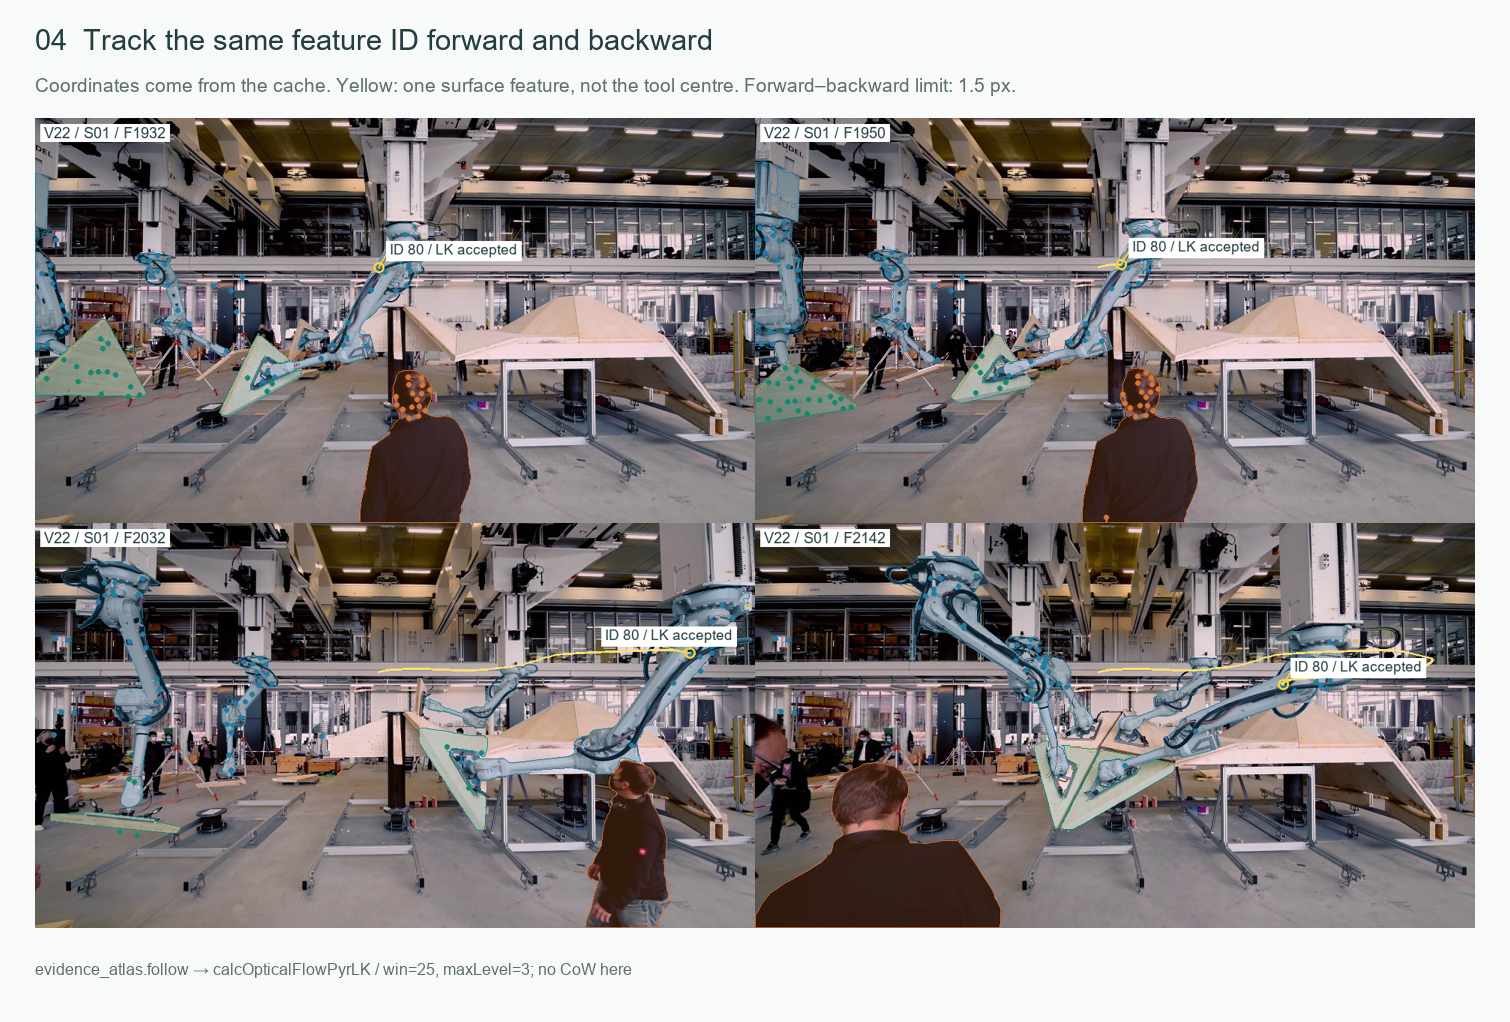 04 Track the same feature ID forward and backward
Coordinates come from the cache. Yellow: one surface feature, not the tool centre. Forward–backward limit: 1.5 px.
V22 / S01 / F1932
V22 / S01 / F1950
ID 80 / LK accepted
ID 80 / LK accepted
V22 / S01 / F2032
V22 / S01 / F2142
ID 80 / LK accepted
ID 80 / LK accepted
evidence_atlas.follow → calcOpticalFlowPyrLK / win=25, maxLevel=3; no CoW here